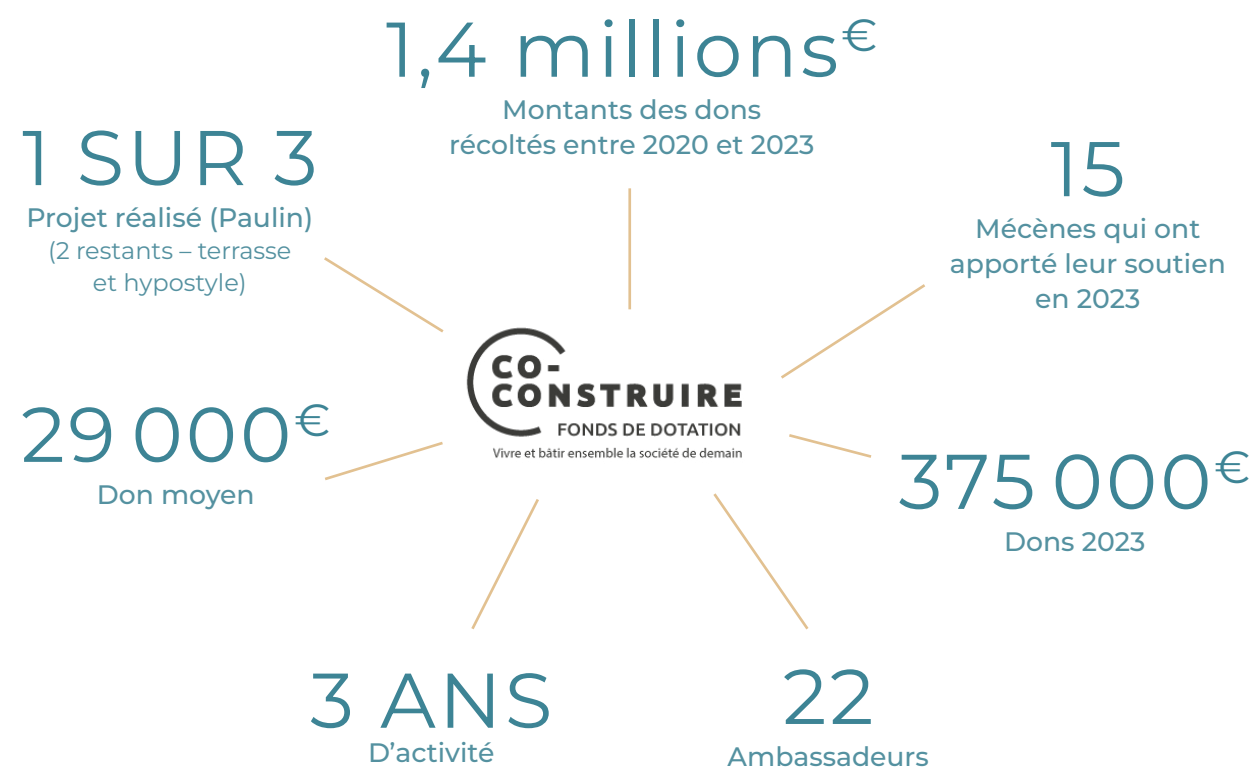 1,4 millions€
Montants des dons
récoltés entre 2020 et 2023
1 SUR 3
Projet réalisé (Paulin)
(2 restants – terrasse
et hypostyle)
15
Mécènes qui ont
apporté leur soutien
en 2023
CO-
CONSTRUIRE
FONDS DE DOTATION
Vivre et bâtir ensemble la société de demain
29 000€
Don moyen
375 000€
Dons 2023
3 ANS
D’activité
22
Ambassadeurs